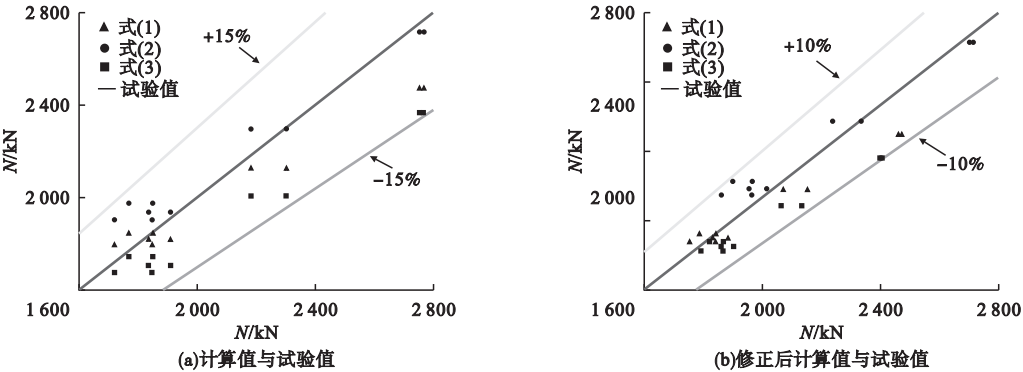 2 800
2 400
2 000
1 600
N/kN
式(1)
式(2)
式(3)
试验值
+15%
−15%
2 000
2 400
2 800
N/kN
(a)计算值与试验值
2 800
2 400
2 000
1 600
N/kN
式(1)
式(2)
式(3)
试验值
+10%
−10%
2 000
2 400
2 800
N/kN
(b)修正后计算值与试验值